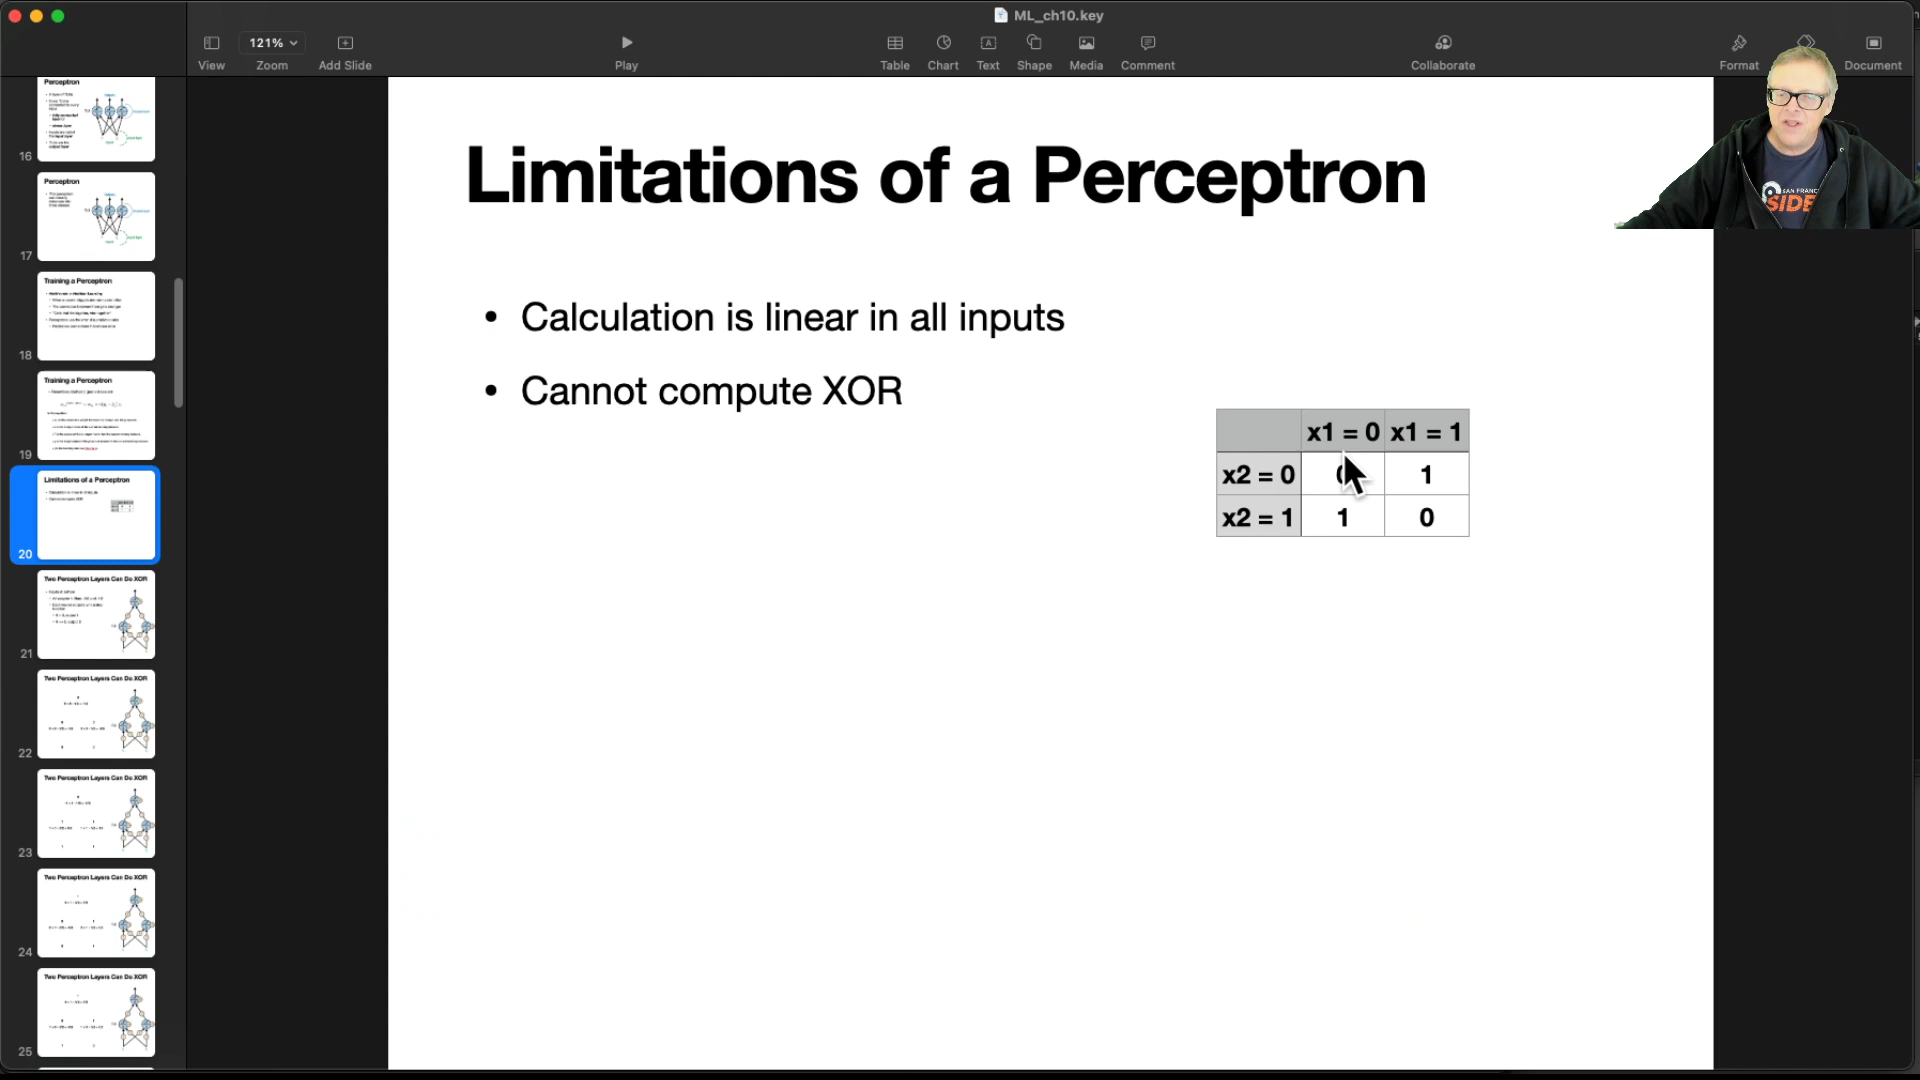 ML_ch10.key
121%
View
Zoom
Add Slide
Play
Table
Chart
Text
Shape
Media
Comment
Collaborate
Format
Document
Perceptron
16
Perceptron
17
Training a Perceptron
18
Training a Perceptron
19
Limitations of a Perceptron
20
Two Perceptron Layers Can Do XOR
21
Two Perceptron Layers Can Do XOR
22
Two Perceptron Layers Can Do XOR
23
Two Perceptron Layers Can Do XOR
24
Two Perceptron Layers Can Do XOR
25
Limitations of a Perceptron
• Calculation is linear in all inputs
• Cannot compute XOR
x1 = 0 x1 = 1
x2 = 0 0 1
x2 = 1 1 0
SAN FRANC
SIDE